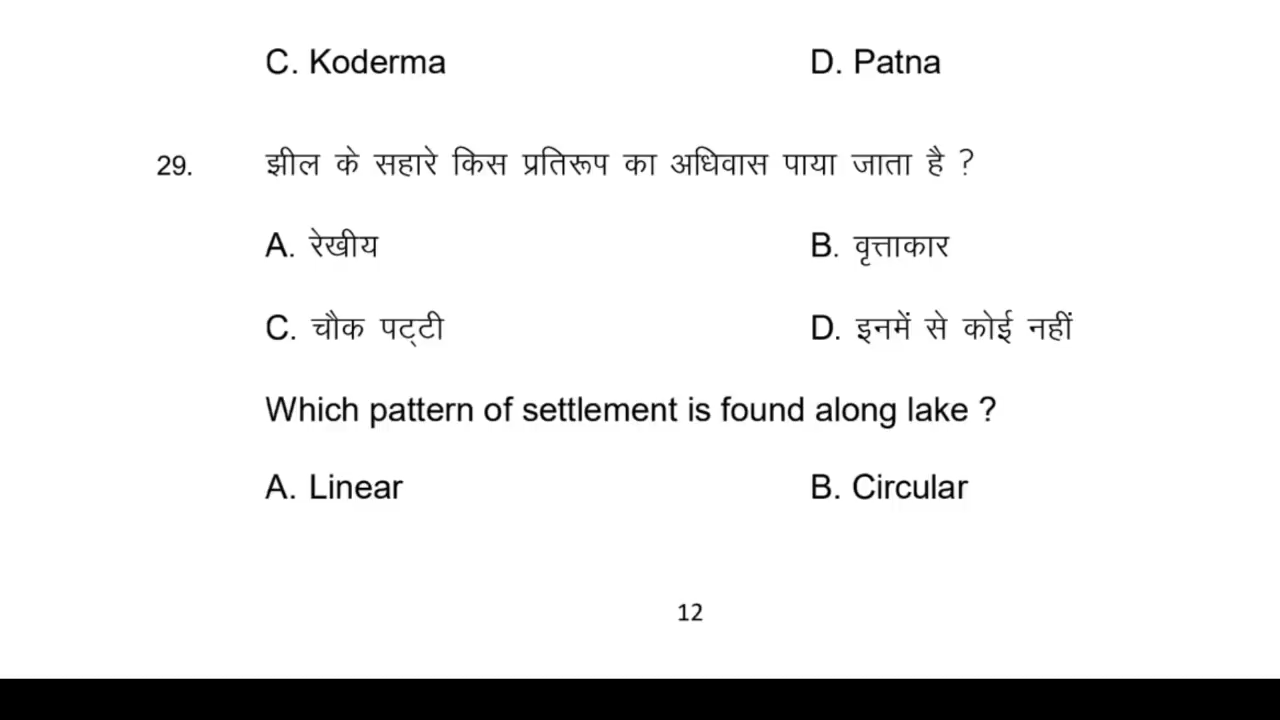 C. Koderma D. Patna
29. झील के सहारे किस प्रतिरूप का अधिवास पाया जाता है ?
A. रेखीय B. वृत्ताकार
C. चौक पट्टी D. इनमें से कोई नहीं
Which pattern of settlement is found along lake ?
A. Linear B. Circular
12